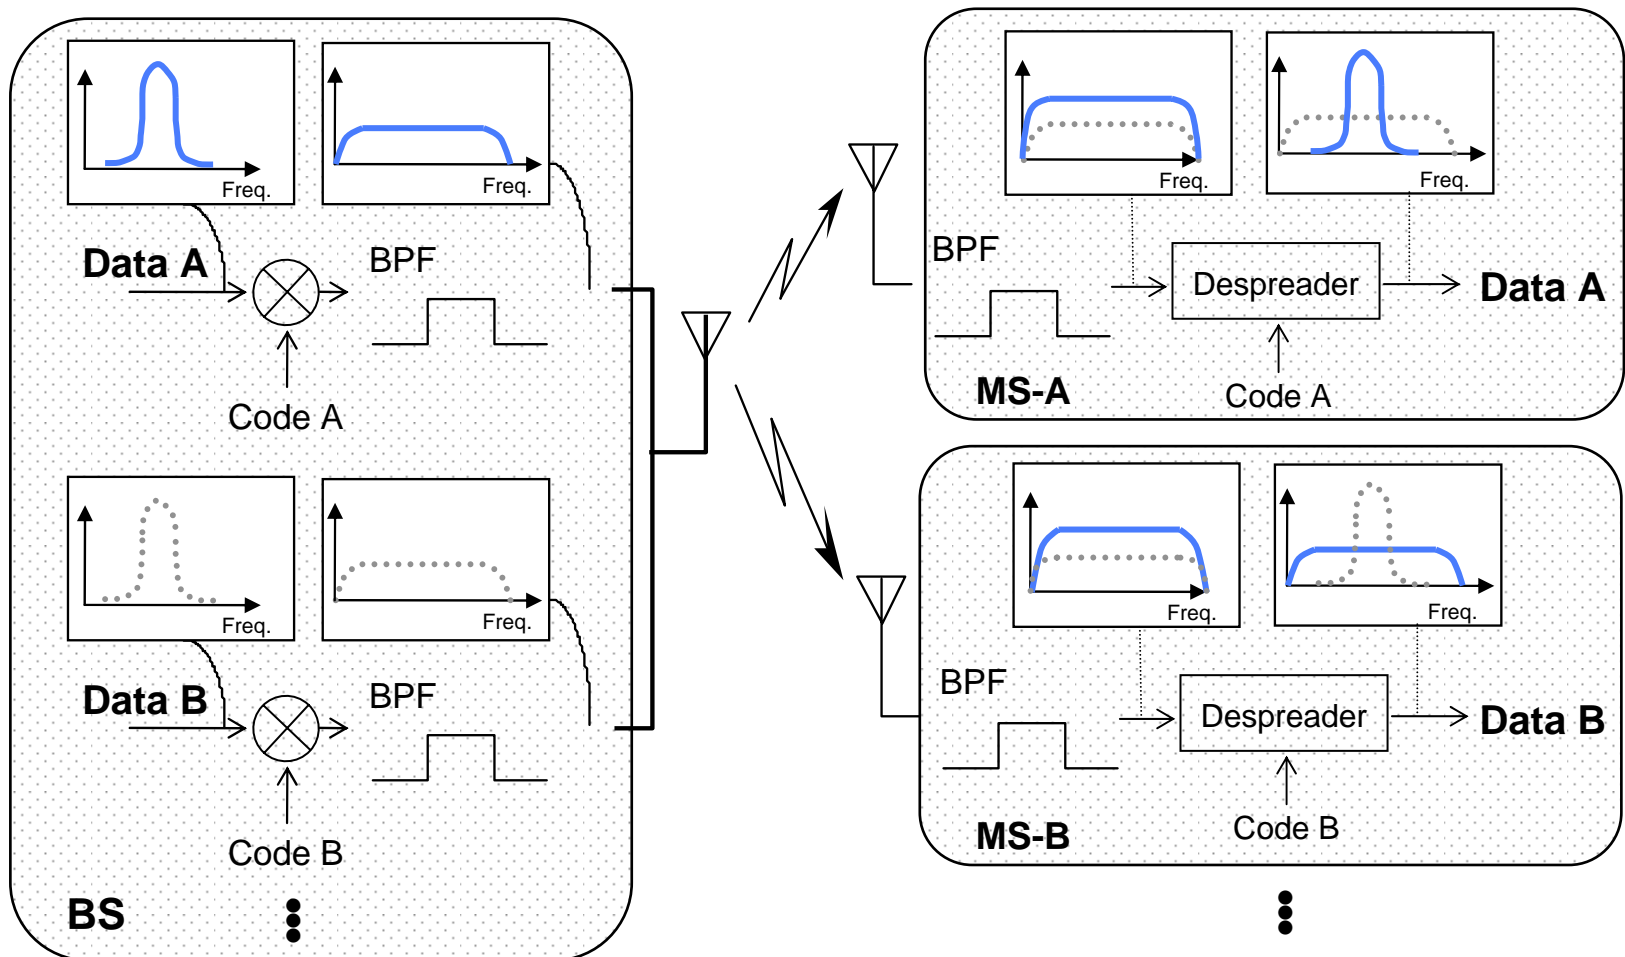 Freq.
Freq.
Data A
BPF
Code A
Freq.
Freq.
Data B
BPF
Code B
BS
Freq.
Freq.
BPF
Despreader
Data A
MS-A
Code A
Freq.
Freq.
BPF
Despreader
Data B
MS-B
Code B